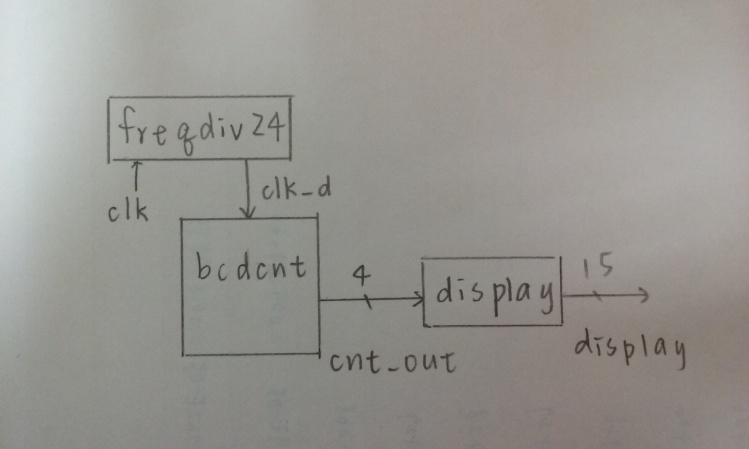 freqdiv24
clk
clk_d
bcdcnt
4
cnt_out
display
15
display